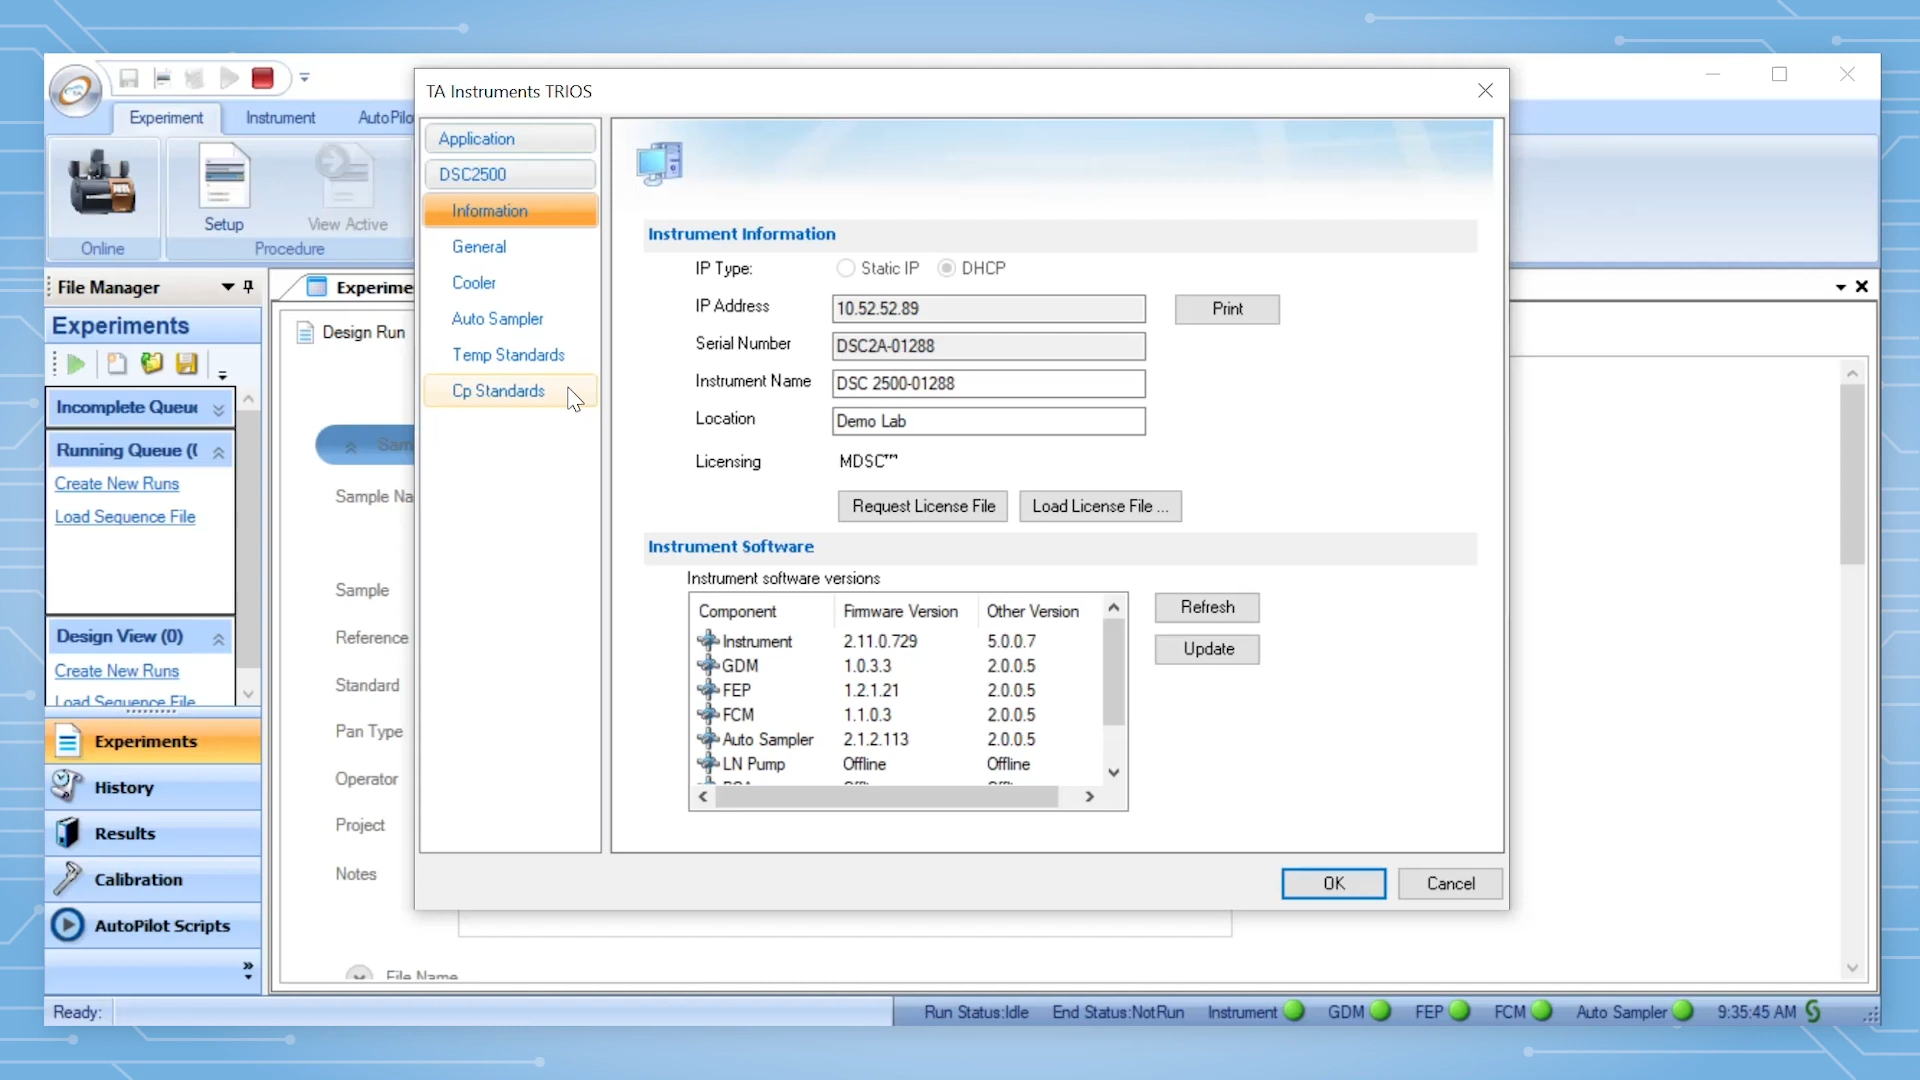 TA Instruments TRIOS
Experiment
Instrument
AutoPilo
Online
Setup
View Active
Procedure
Application
DSC2500
Information
General
Cooler
Auto Sampler
Temp Standards
Cp Standards
Instrument Information
IP Type:
Static IP
DHCP
IP Address
10.52.52.89
Print
Serial Number
DSC2A-01288
Instrument Name
DSC 2500-01288
Location
Demo Lab
Licensing
MDSC™
Request License File
Load License File ...
Instrument Software
Instrument software versions
Component Firmware Version Other Version
Instrument 2.11.0.729 5.0.0.7
GDM 1.0.3.3 2.0.0.5
FEP 1.2.1.21 2.0.0.5
FCM 1.1.0.3 2.0.0.5
Auto Sampler 2.1.2.113 2.0.0.5
LN Pump Offline Offline
Refresh
Update
OK
Cancel
File Manager
Experiments
Incomplete Queue
Running Queue ((
Create New Runs
Load Sequence File
Design View (0)
Create New Runs
Load Sequence File
Experiments
History
Results
Calibration
AutoPilot Scripts
Experime
Design Run
Sam
Sample Na
Sample
Reference
Standard
Pan Type
Operator
Project
Notes
File Name
Ready:
Run Status:Idle
End Status:NotRun
Instrument
GDM
FEP
FCM
Auto Sampler
9:35:45 AM